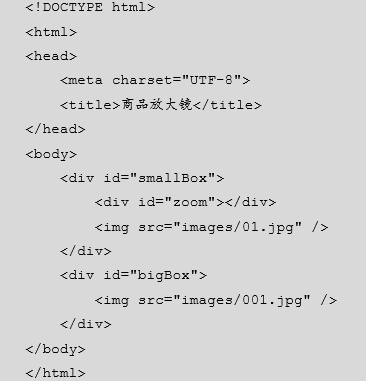 <!DOCTYPE html>
<html>
<head>
    <meta charset="UTF-8">
    <title>商品放大镜</title>
</head>
<body>
    <div id="smallBox">
        <div id="zoom"></div>
        <img src="images/01.jpg" />
    </div>
    <div id="bigBox">
        <img src="images/001.jpg" />
    </div>
</body>
</html>